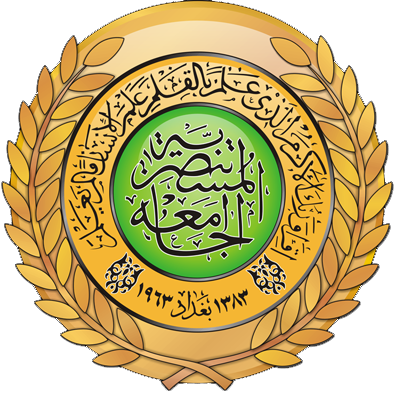 اقرأ وربك الأكرم الذي علم بالقلم علم الإنسان ما لم يعلم
الجامعة
المستنصرية
١٣٨٣ بغداد ١٩٦٣